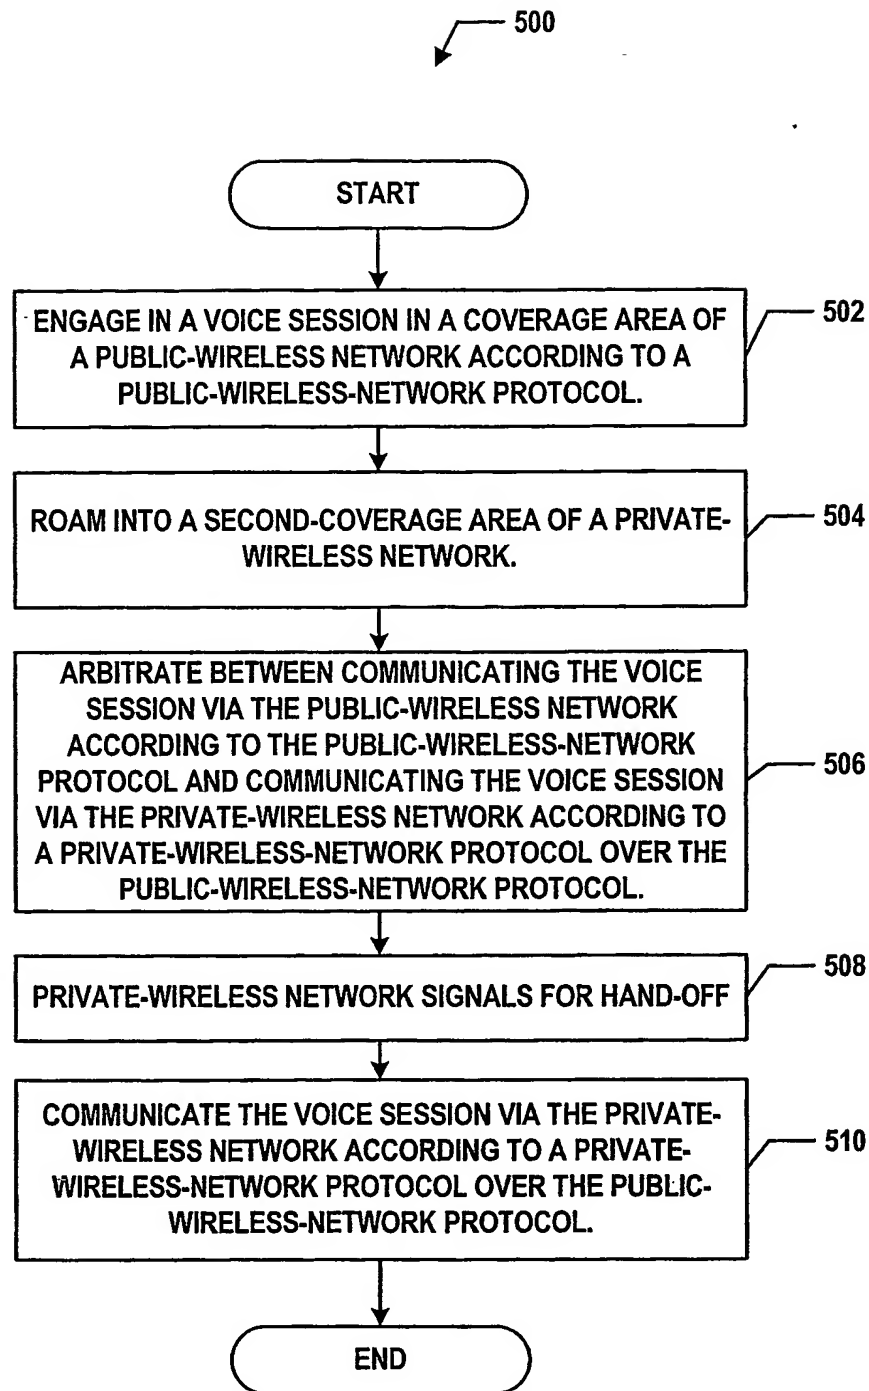 500
START
ENGAGE IN A VOICE SESSION IN A COVERAGE AREA OF
A PUBLIC-WIRELESS NETWORK ACCORDING TO A
PUBLIC-WIRELESS-NETWORK PROTOCOL.
502
ROAM INTO A SECOND-COVERAGE AREA OF A PRIVATE-
WIRELESS NETWORK.
504
ARBITRATE BETWEEN COMMUNICATING THE VOICE
SESSION VIA THE PUBLIC-WIRELESS NETWORK
ACCORDING TO THE PUBLIC-WIRELESS-NETWORK
PROTOCOL AND COMMUNICATING THE VOICE SESSION
VIA THE PRIVATE-WIRELESS NETWORK ACCORDING TO
A PRIVATE-WIRELESS-NETWORK PROTOCOL OVER THE
PUBLIC-WIRELESS-NETWORK PROTOCOL.
506
PRIVATE-WIRELESS NETWORK SIGNALS FOR HAND-OFF
508
COMMUNICATE THE VOICE SESSION VIA THE PRIVATE-
WIRELESS NETWORK ACCORDING TO A PRIVATE-
WIRELESS-NETWORK PROTOCOL OVER THE PUBLIC-
WIRELESS-NETWORK PROTOCOL.
510
END